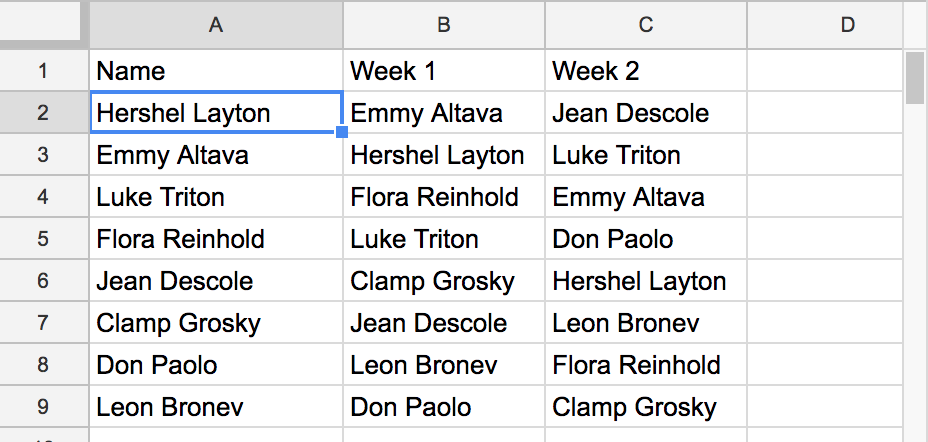 A B C D
1 Name Week 1 Week 2
2 Hershel Layton Emmy Altava Jean Descole
3 Emmy Altava Hershel Layton Luke Triton
4 Luke Triton Flora Reinhold Emmy Altava
5 Flora Reinhold Luke Triton Don Paolo
6 Jean Descole Clamp Grosky Hershel Layton
7 Clamp Grosky Jean Descole Leon Bronev
8 Don Paolo Leon Bronev Flora Reinhold
9 Leon Bronev Don Paolo Clamp Grosky